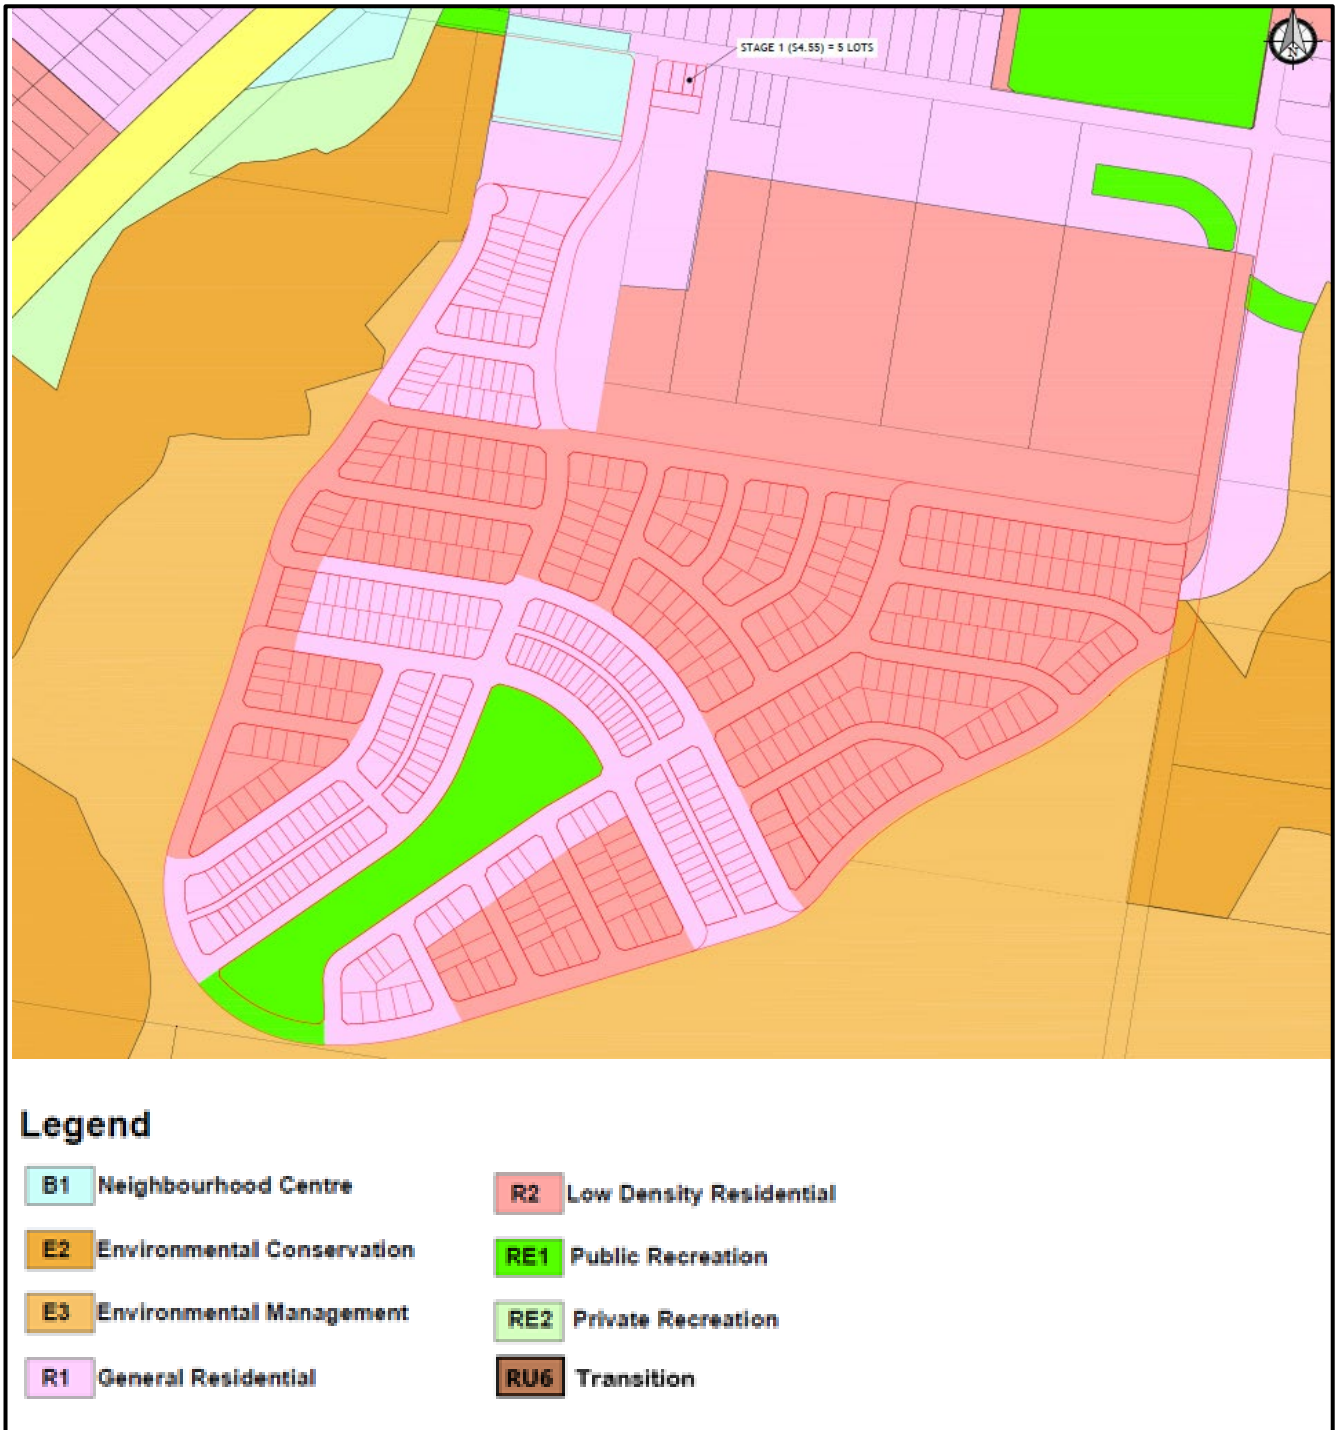 STAGE 1 (S4.55) = 5 LOTS
N
Legend
B1 Neighbourhood Centre
E2 Environmental Conservation
E3 Environmental Management
R1 General Residential
R2 Low Density Residential
RE1 Public Recreation
RE2 Private Recreation
RU6 Transition